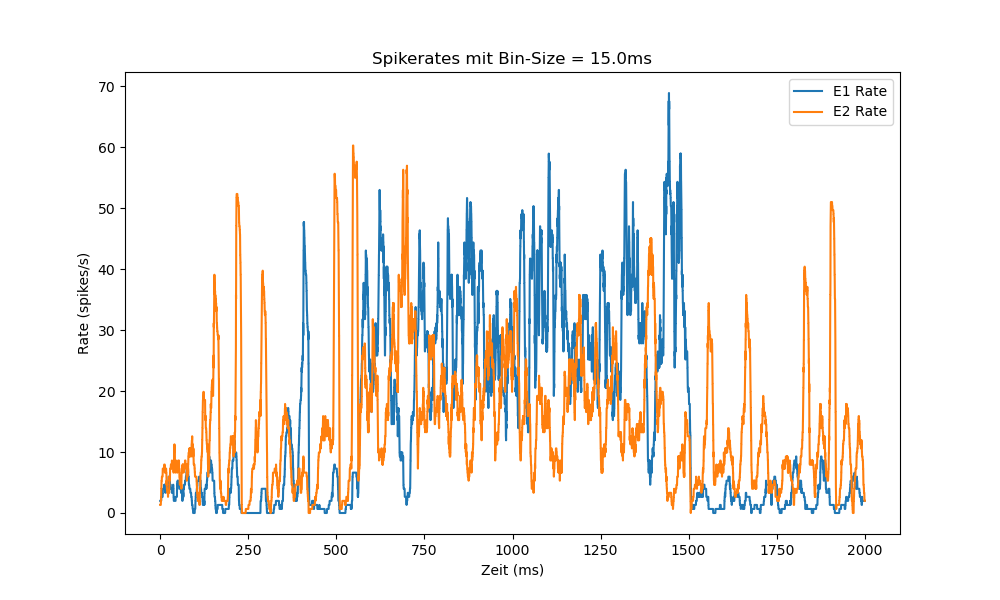 Spikerates mit Bin-Size = 15.0ms
E1 Rate
E2 Rate
70
60
50
40
30
20
10
0
Rate (spikes/s)
0 250 500 750 1000 1250 1500 1750 2000
Zeit (ms)